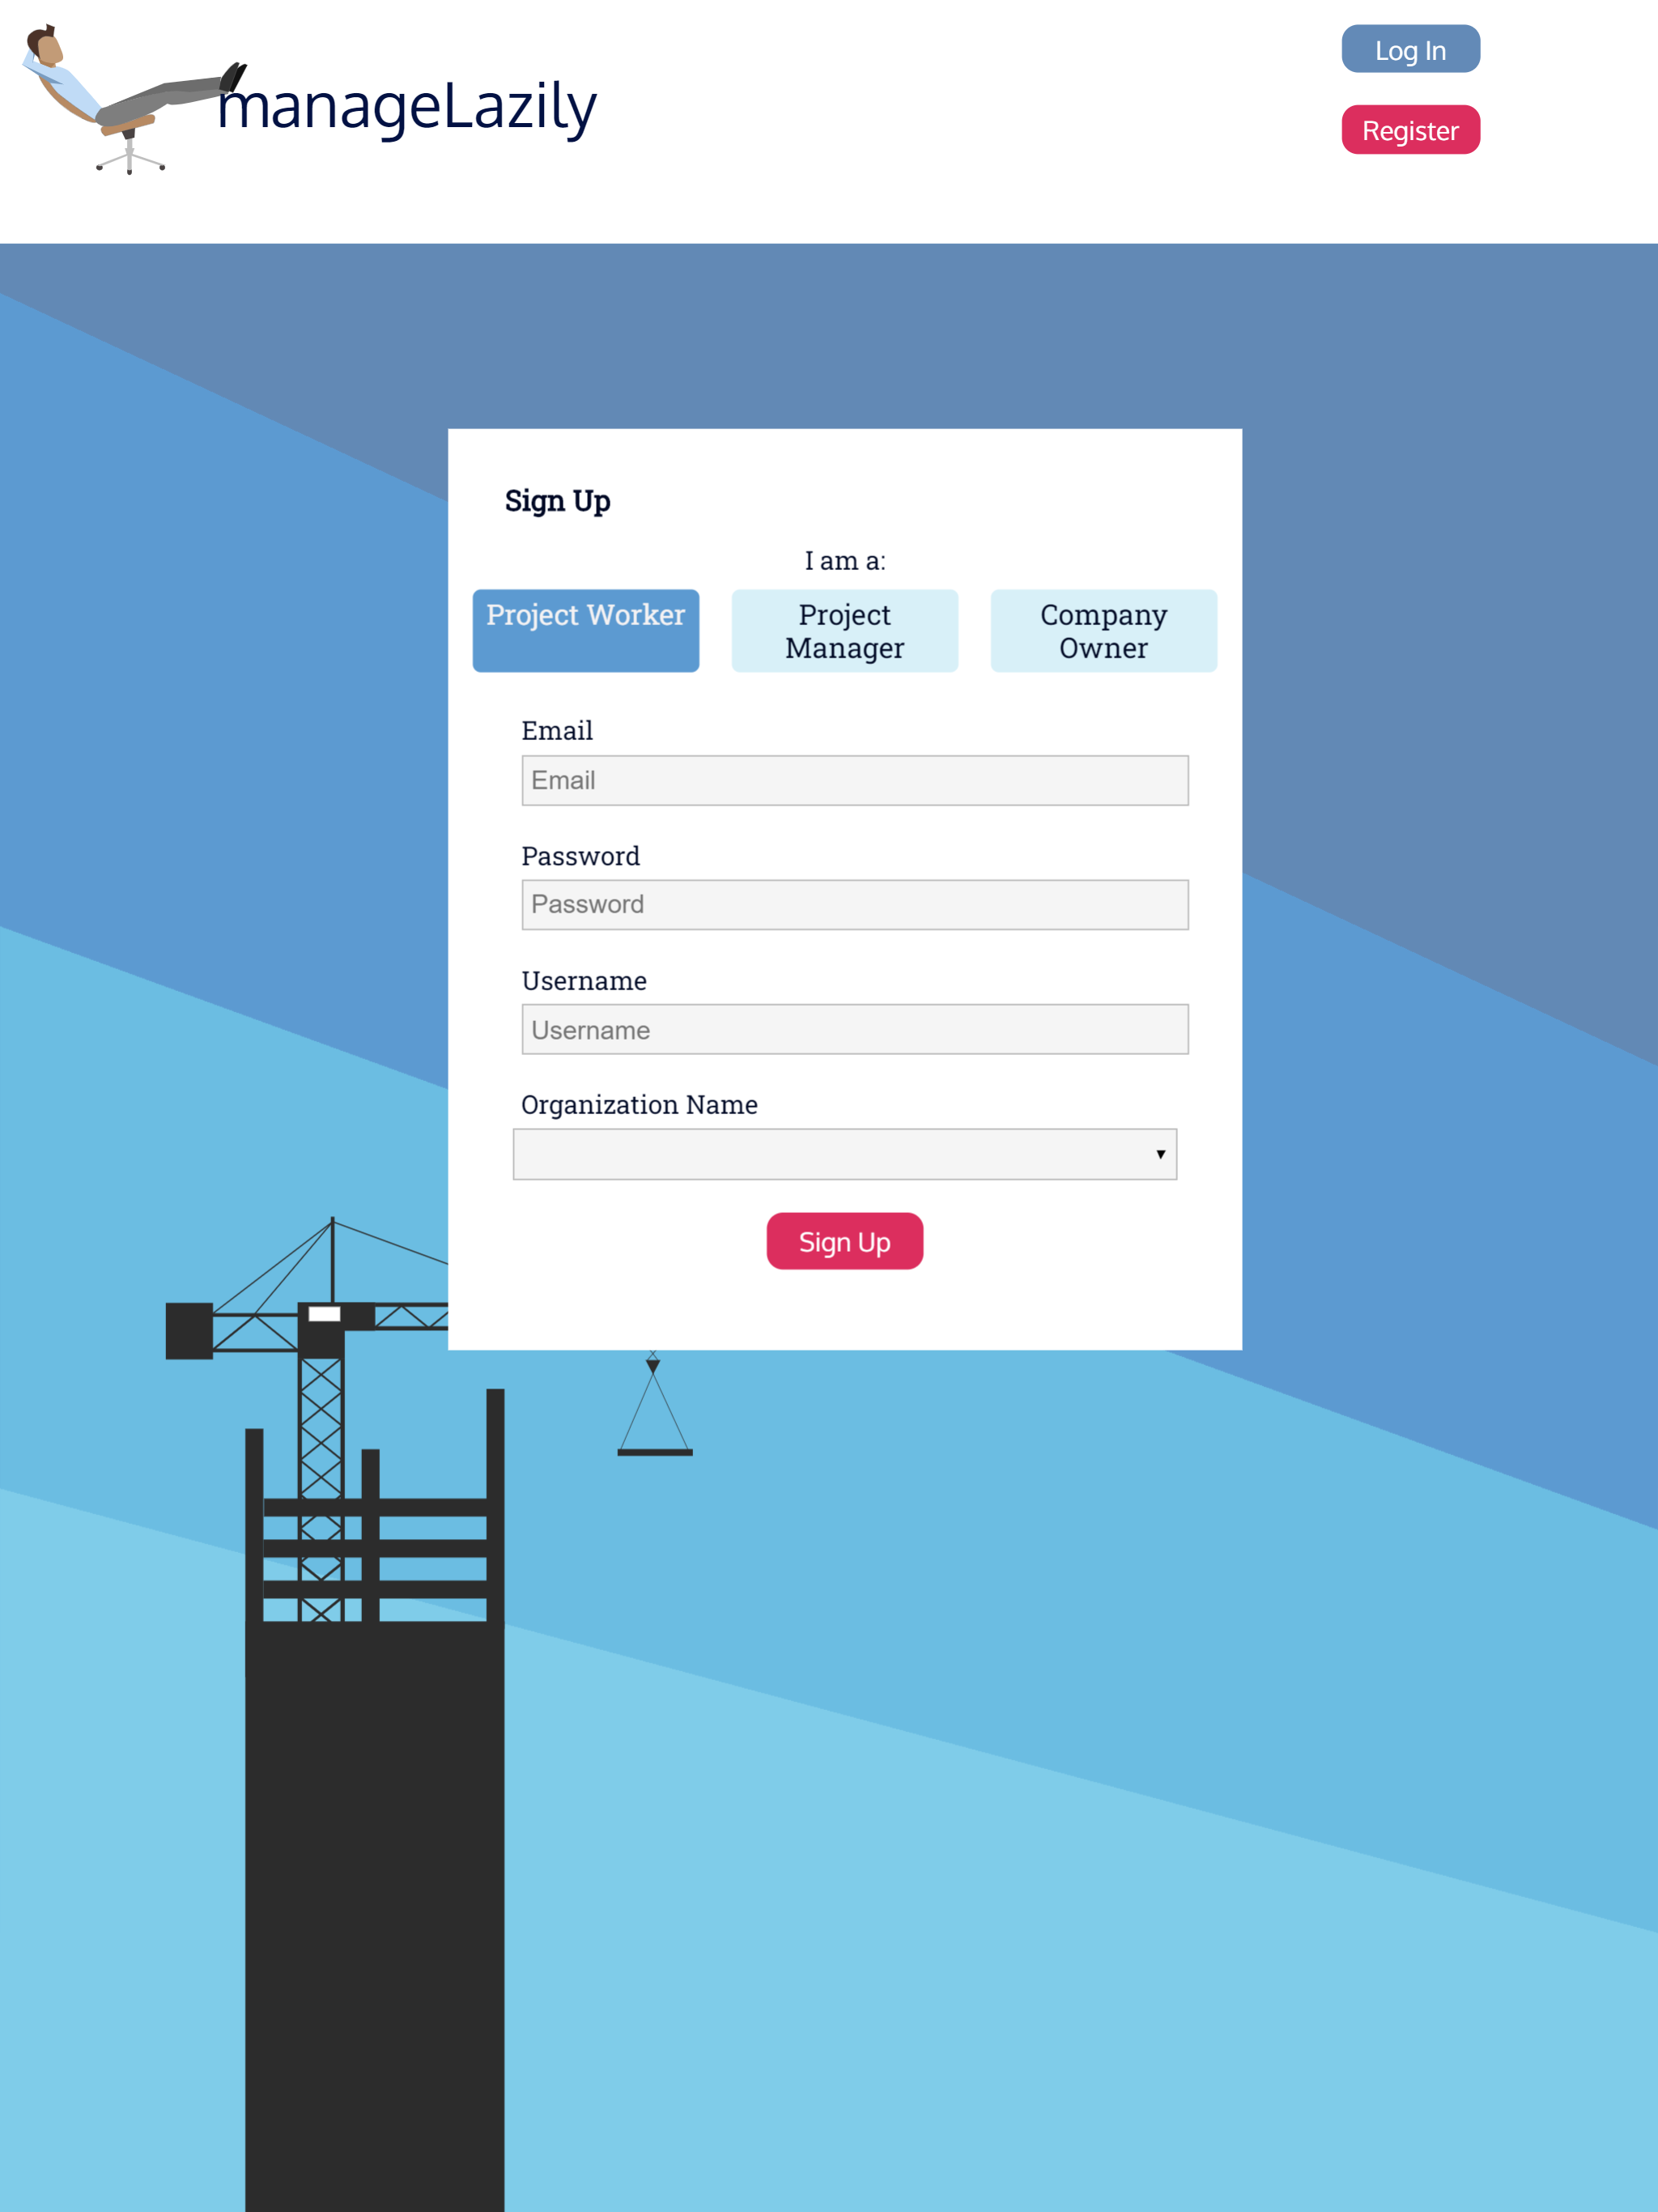 manageLazily
Log In
Register
Sign Up
I am a:
Project Worker
Project
Manager
Company
Owner
Email
Email
Password
Password
Username
Username
Organization Name
Sign Up